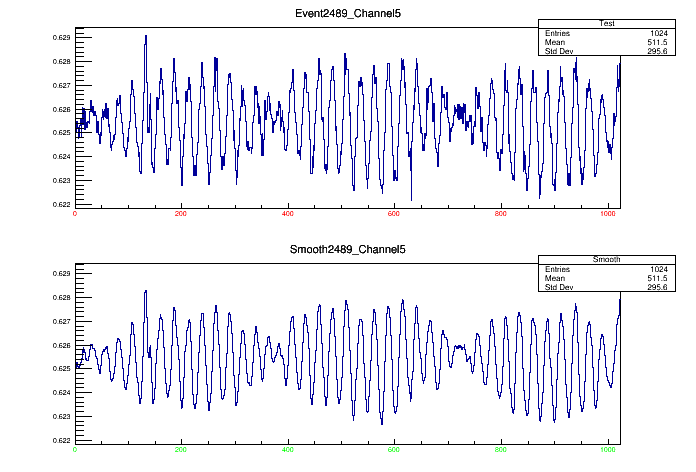 Event2489_Channel5
Test
Entries 1024
Mean 511.5
Std Dev 295.6
0.629
0.628
0.627
0.626
0.625
0.624
0.623
0.622
0 200 400 600 800 1000
Smooth2489_Channel5
Smooth
Entries 1024
Mean 511.5
Std Dev 295.6
0.629
0.628
0.627
0.626
0.625
0.624
0.623
0.622
0 200 400 600 800 1000